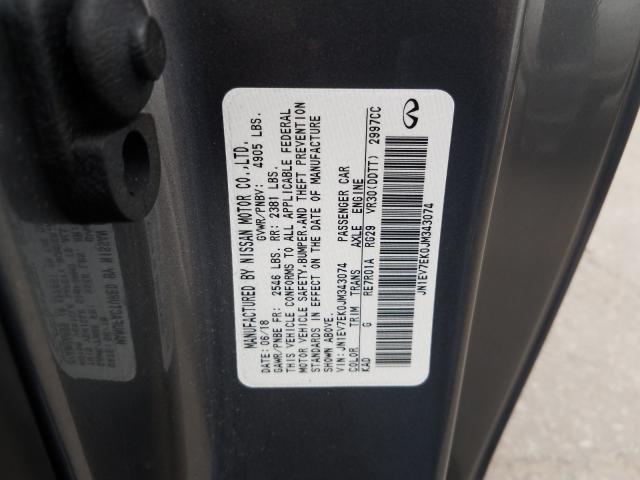 MANUFACTURED BY NISSAN MOTOR CO.,LTD.
DATE: 06/18 GVWR/PNBV: 4905 LBS.
GAWR/PNBE FR: 2546 LBS. RR: 2381 LBS.
THIS VEHICLE CONFORMS TO ALL APPLICABLE FEDERAL
MOTOR VEHICLE SAFETY,BUMPER,AND THEFT PREVENTION
STANDARDS IN EFFECT ON THE DATE OF MANUFACTURE
SHOWN ABOVE.
VIN: JN1EV7EK0JM343074 PASSENGER CAR
COLOR TRIM TRANS AXLE ENGINE
KAD G RE7R01A RG29 VR30(DDTT) 2997CC
JN1EV7EK0JM343074